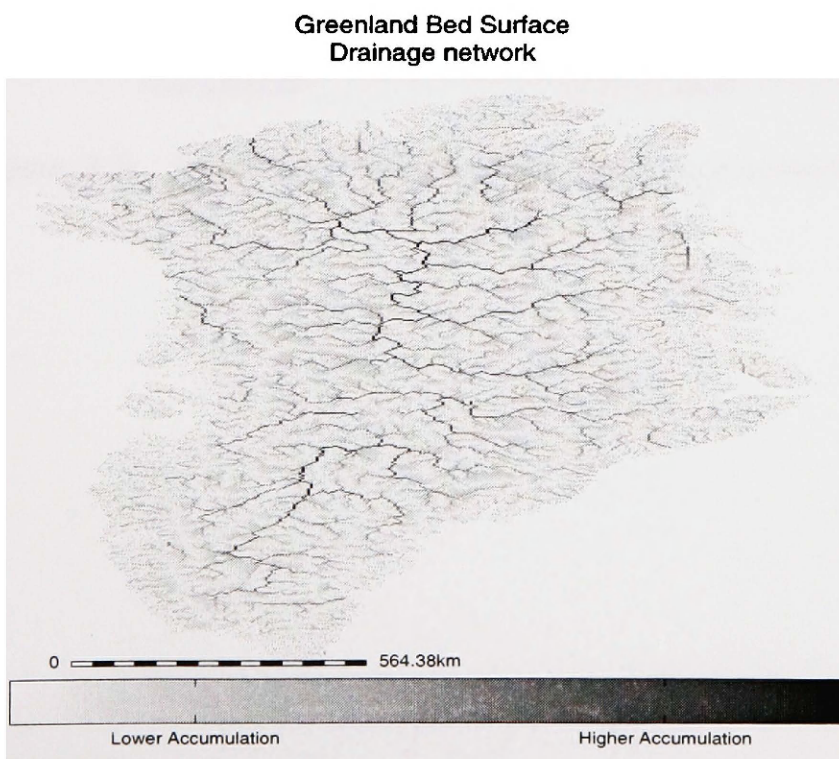 Greenland Bed Surface
Drainage network
0 564.38km
Lower Accumulation Higher Accumulation